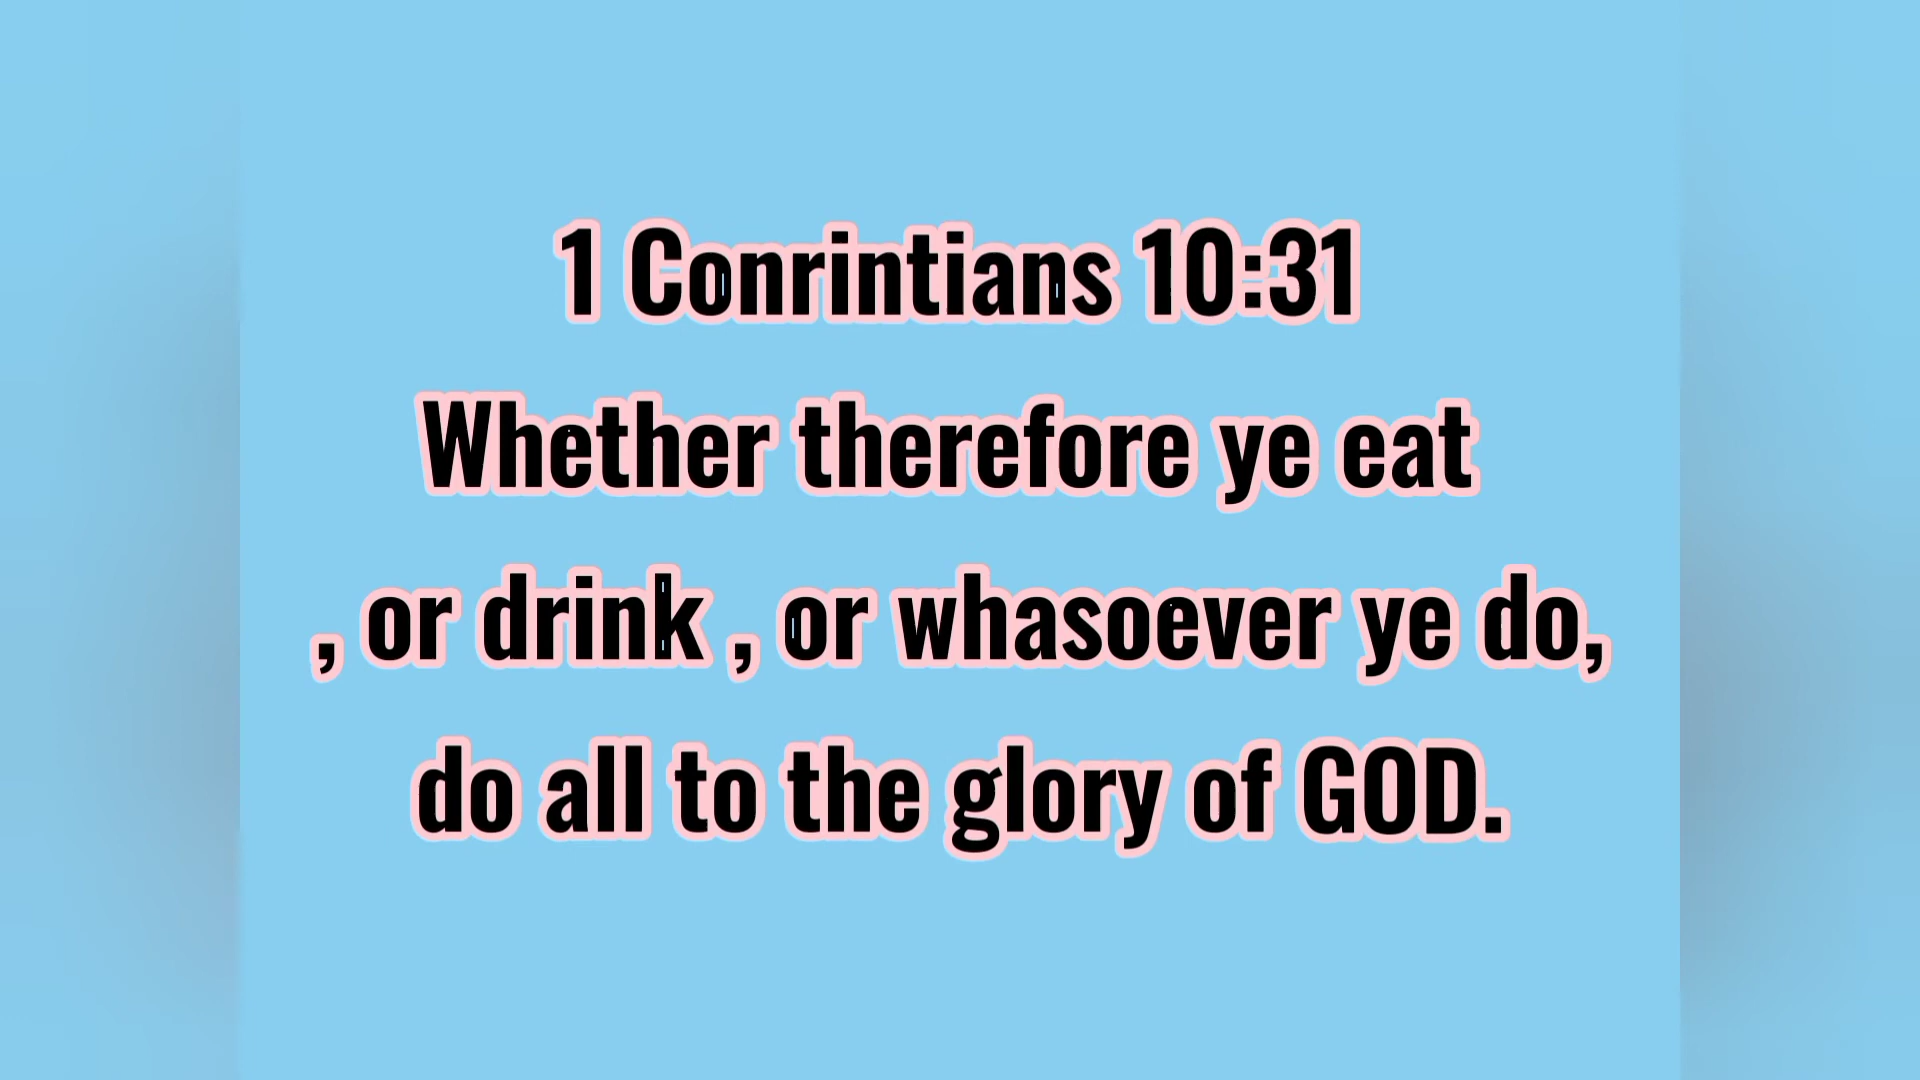 1 Conrintians 10:31
Whether therefore ye eat
, or drink , or whasoever ye do,
do all to the glory of GOD.